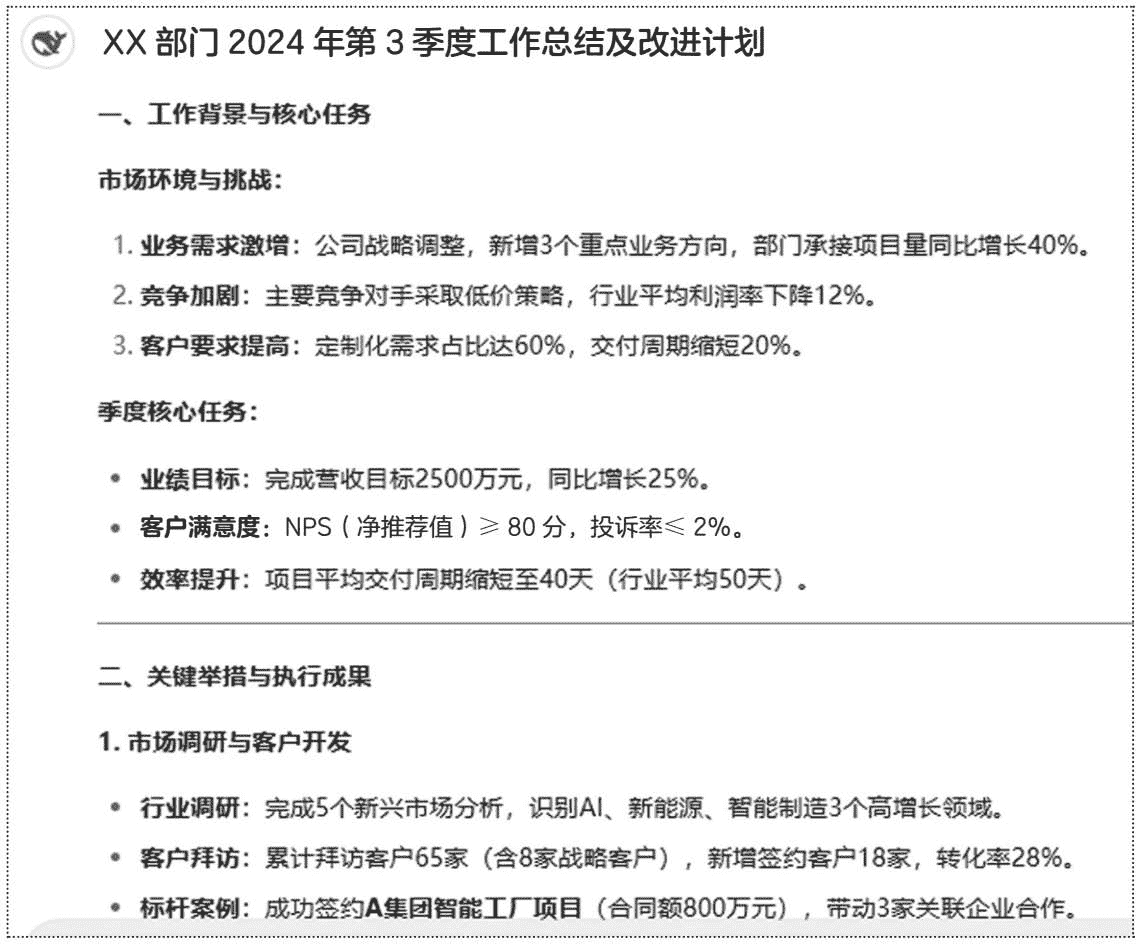 XX 部门 2024 年第 3 季度工作总结及改进计划
一、工作背景与核心任务
市场环境与挑战：
1. 业务需求激增：公司战略调整，新增3个重点业务方向，部门承接项目量同比增长40%。
2. 竞争加剧：主要竞争对手采取低价策略，行业平均利润率下降12%。
3. 客户要求提高：定制化需求占比达60%，交付周期缩短20%。
季度核心任务：
• 业绩目标：完成营收目标2500万元，同比增长25%。
• 客户满意度：NPS（净推荐值）≥ 80 分，投诉率≤ 2%。
• 效率提升：项目平均交付周期缩短至40天（行业平均50天）。
二、关键举措与执行成果
1. 市场调研与客户开发
• 行业调研：完成5个新兴市场分析，识别AI、新能源、智能制造3个高增长领域。
• 客户拜访：累计拜访客户65家（含8家战略客户），新增签约客户18家，转化率28%。
• 标杆案例：成功签约A集团智能工厂项目（合同额800万元），带动3家关联企业合作。